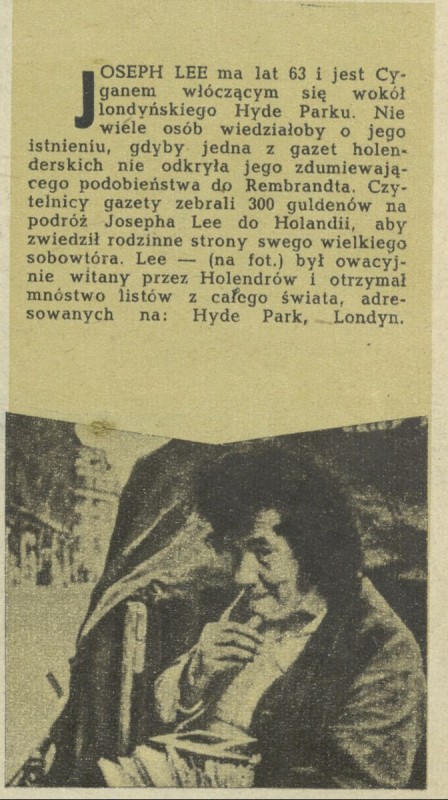 JOSEPH LEE ma lat 63 i jest Cy-
ganem włóczącym się wokół
londyńskiego Hyde Parku. Nie
wiele osób wiedziałoby o jego
istnieniu, gdyby jedna z gazet holen-
derskich nie odkryła jego zdumiewają-
cego podobieństwa do Rembrandta. Czy-
telnicy gazety zebrali 300 guldenów na
podróż Josepha Lee do Holandii, aby
zwiedził rodzinne strony swego wielkiego
sobowtóra. Lee — (na fot.) był owacyj-
nie witany przez Holendrów i otrzymał
mnóstwo listów z całego świata, adre-
sowanych na: Hyde Park, Londyn.